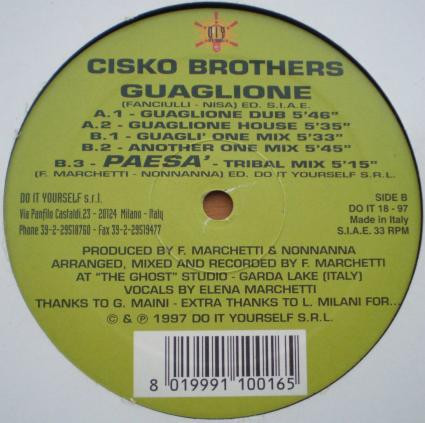 CISKO BROTHERS
GUAGLIONE
(FANCIULLI - NISA) ED. S.I.A.E.
A.1 - GUAGLIONE DUB 5'46"
A.2 - GUAGLIONE HOUSE 5'35"
B.1 - GUAGLI' ONE MIX 5'33"
B.2 - ANOTHER ONE MIX 5'45"
B.3 - PAESA' - TRIBAL MIX 5'15"
(F. MARCHETTI - NONNANNA) ED. DO IT YOURSELF S.R.L.
DO IT YOURSELF s.r.l.
Via Panfilo Castaldi,23 - 20124 Milano - Italy
Phone 39-2-29518760 - Fax 39-2-29519477
SIDE B
DO IT 18 - 97
Made in Italy
S.I.A.E. 33 RPM
PRODUCED BY F. MARCHETTI & NONNANNA
ARRANGED, MIXED AND RECORDED BY F. MARCHETTI
AT "THE GHOST" STUDIO - GARDA LAKE (ITALY)
VOCALS BY ELENA MARCHETTI
THANKS TO G. MAINI - EXTRA THANKS TO L. MILANI FOR...
© & ℗ 1997 DO IT YOURSELF S.R.L.
8 019991 100165